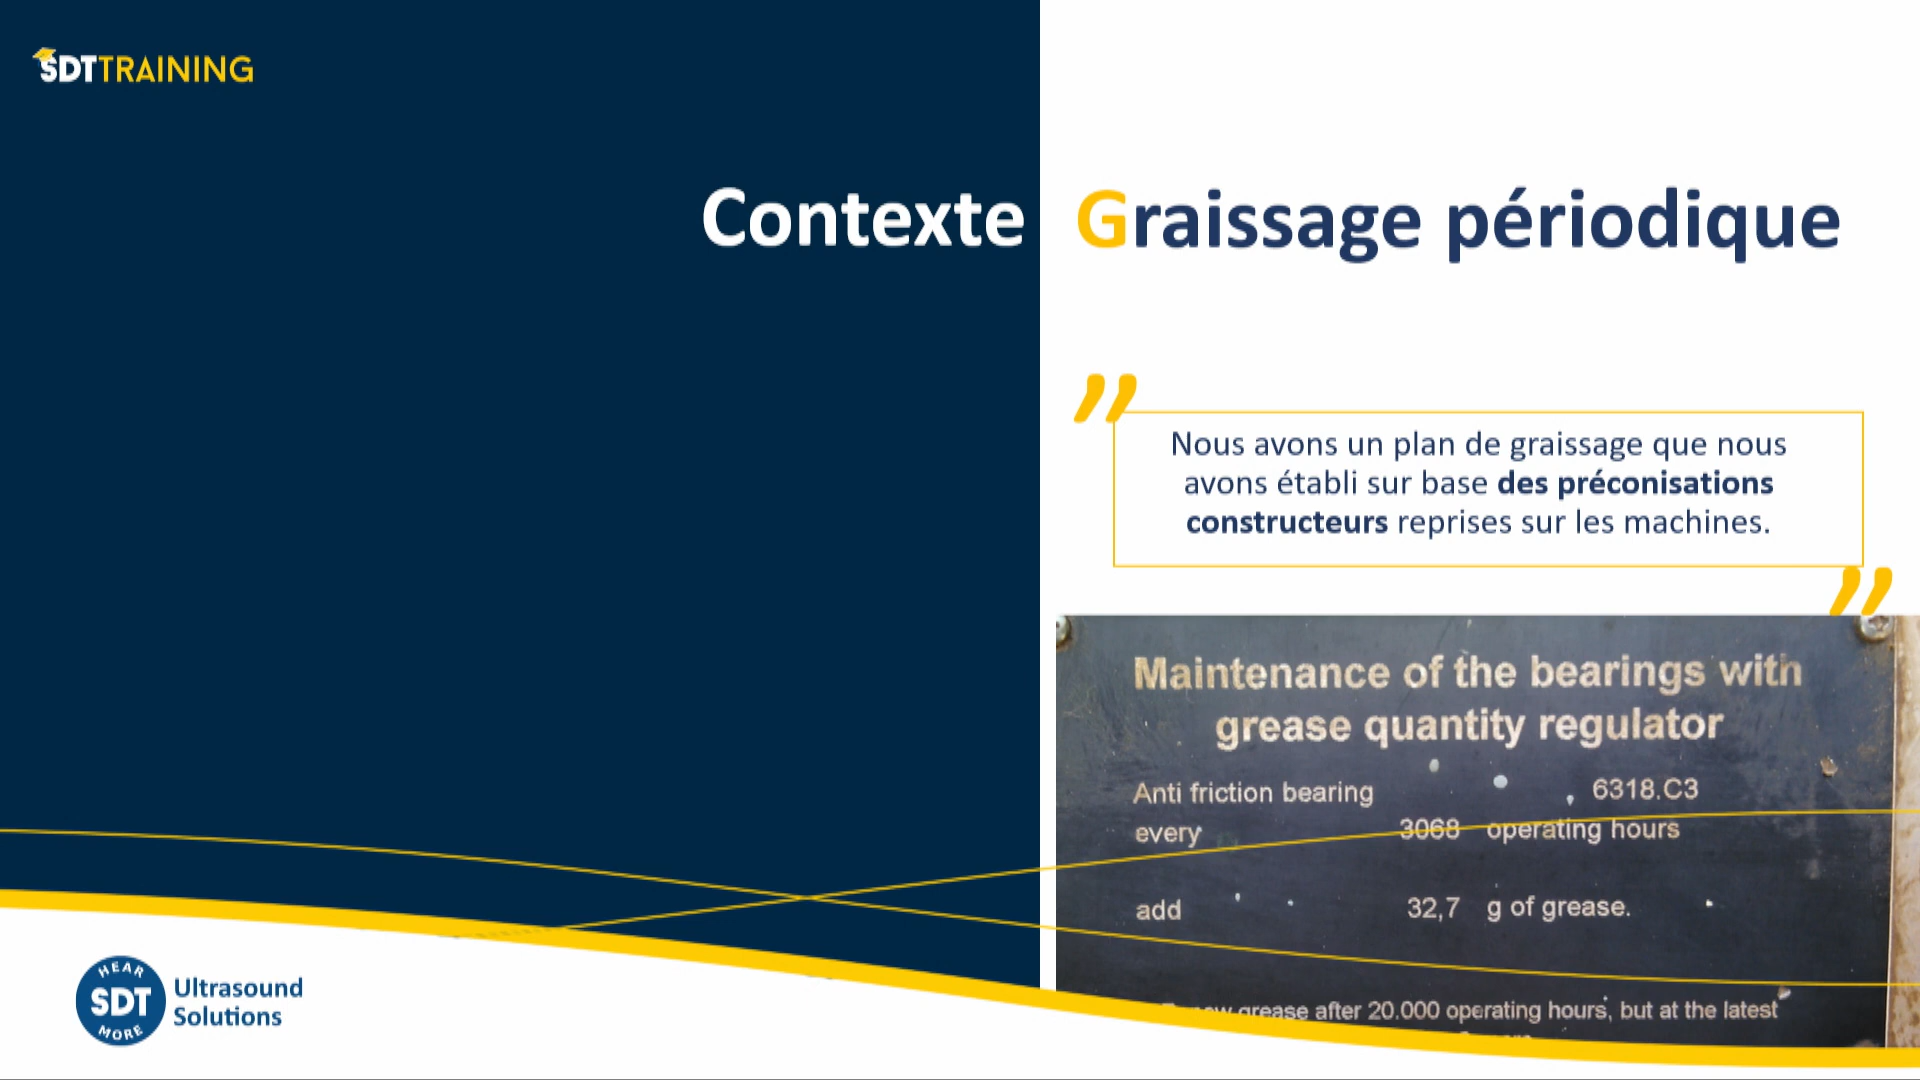 SDTTRAINING
Contexte Graissage périodique
”
Nous avons un plan de graissage que nous
avons établi sur base des préconisations
constructeurs reprises sur les machines.
”
Maintenance of the bearings with
grease quantity regulator
Anti friction bearing 6318.C3
every 3068 operating hours
add 32,7 g of grease.
grease after 20.000 operating hours, but at the latest
HEAR
SDT
MORE
Ultrasound
Solutions